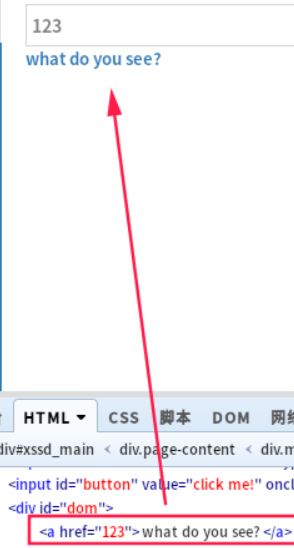 123
what do you see?
HTML CSS 脚本 DOM
div#xssd_main < div.page-content < div.m
<input id="button" value="click me!" oncl
<div id="dom">
<a href="123">what do you see?</a>